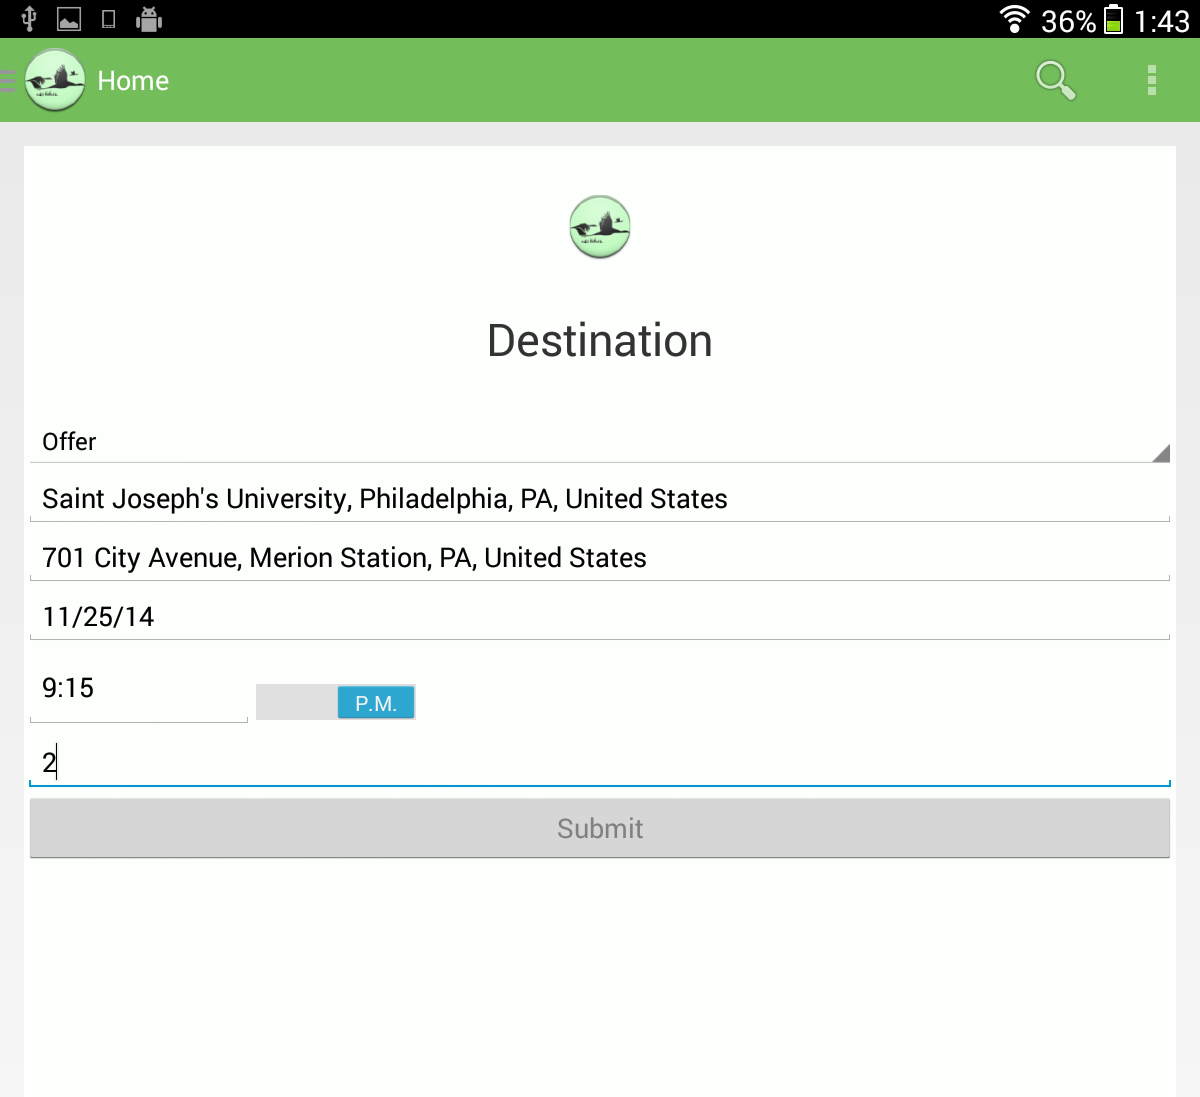 36% 1:43
Home
Destination
Offer
Saint Joseph's University, Philadelphia, PA, United States
701 City Avenue, Merion Station, PA, United States
11/25/14
9:15 P.M.
2
Submit